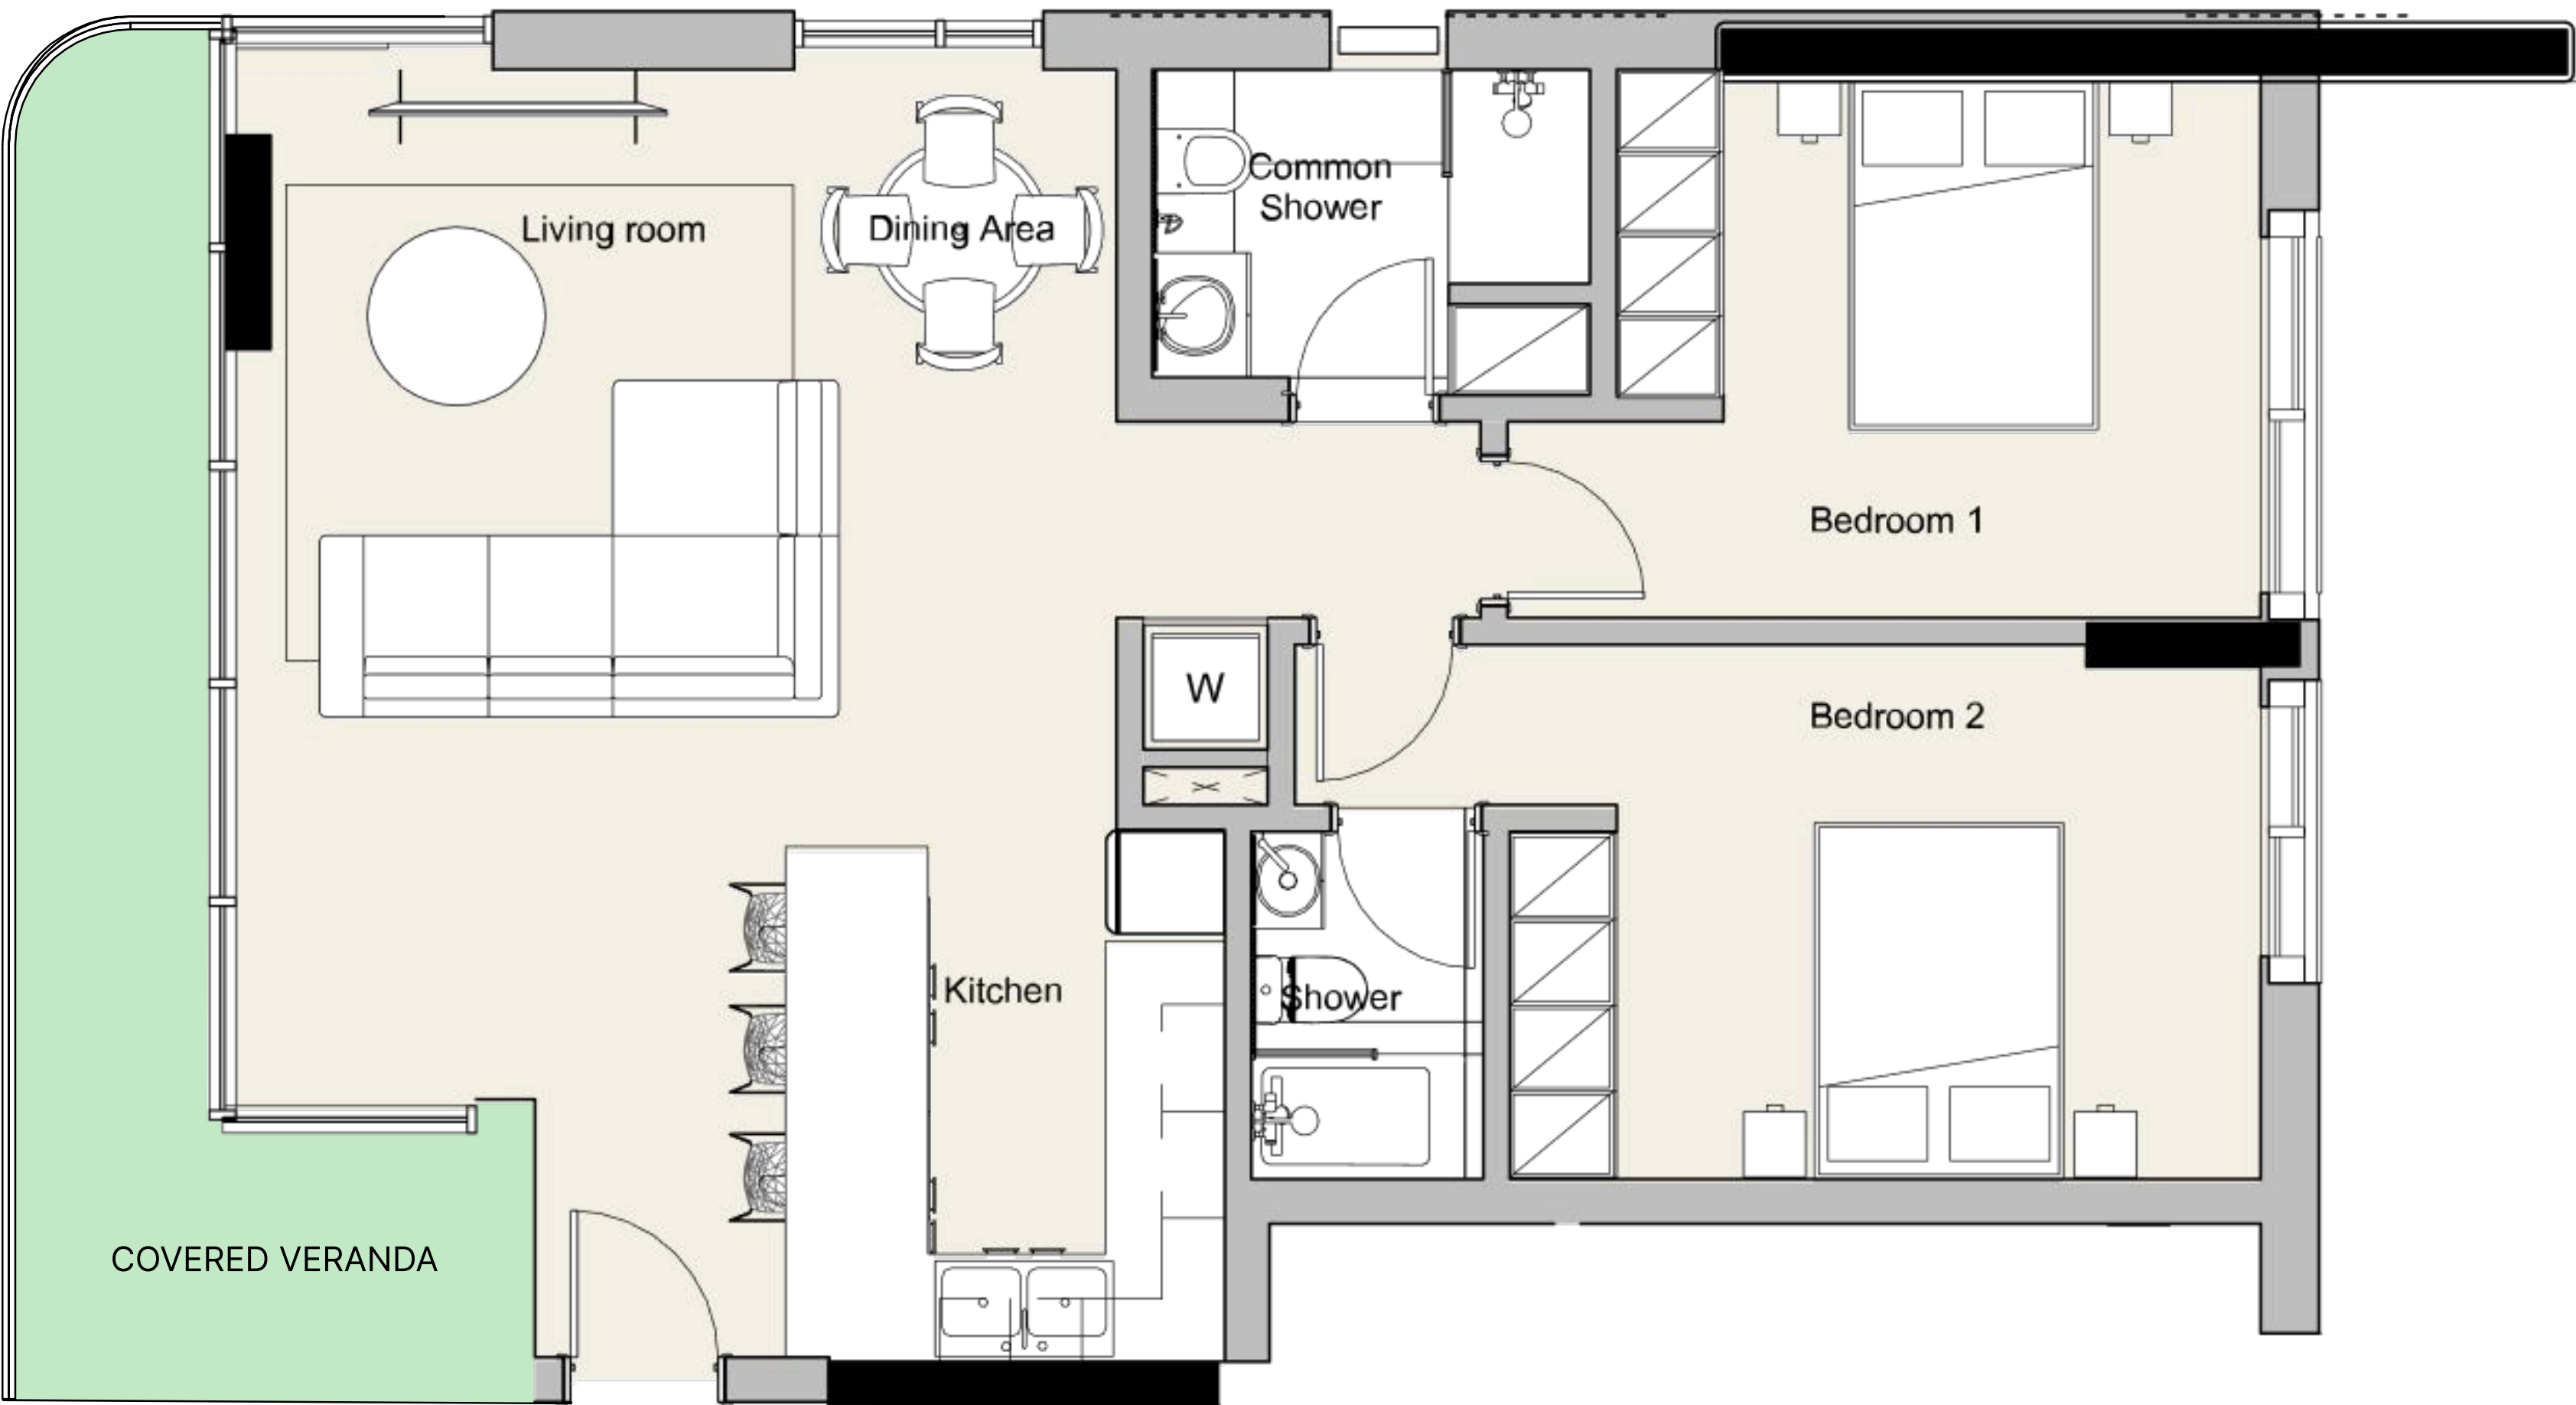 Common
Shower
Living room
Dining Area
Bedroom 1
W
Bedroom 2
Kitchen
Shower
COVERED VERANDA